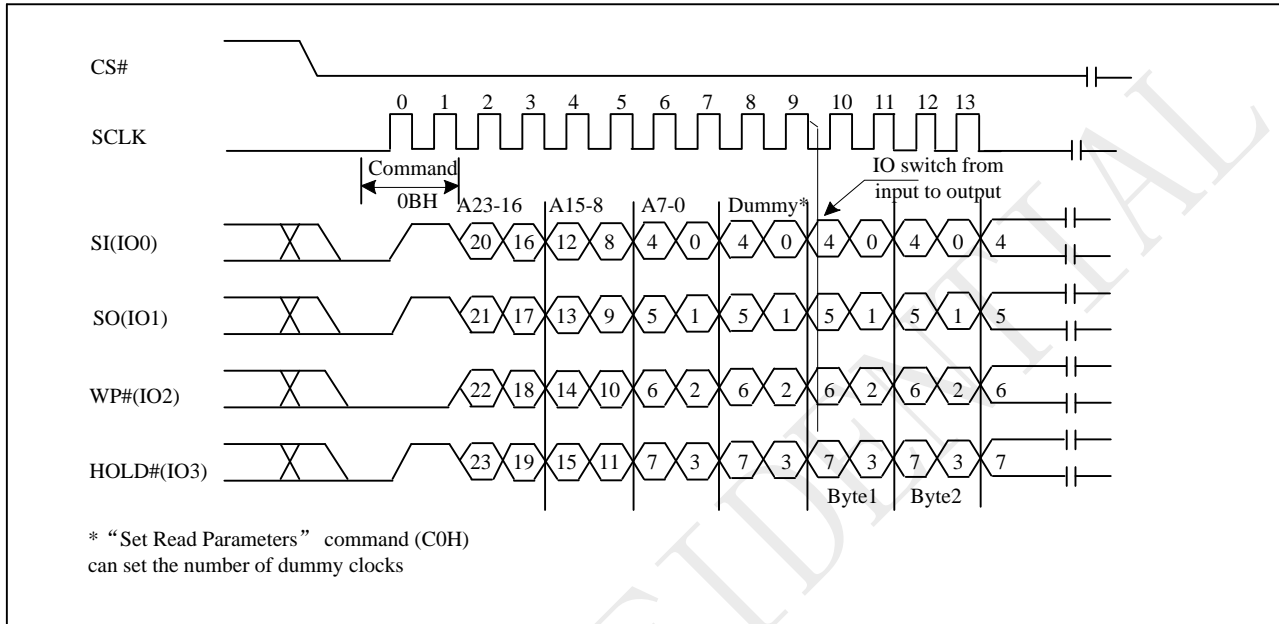 CS#
0 1 2 3 4 5 6 7 8 9 10 11 12 13
SCLK
Command
0BH
IO switch from
input to output
A23-16 A15-8 A7-0 Dummy*
SI(IO0) 20 16 12 8 4 0 4 0 4 0 4 0 4
SO(IO1) 21 17 13 9 5 1 5 1 5 1 5 1 5
WP#(IO2) 22 18 14 10 6 2 6 2 6 2 6 2 6
HOLD#(IO3) 23 19 15 11 7 3 7 3 7 3 7 3 7
Byte1 Byte2
* “Set Read Parameters” command (C0H)
can set the number of dummy clocks